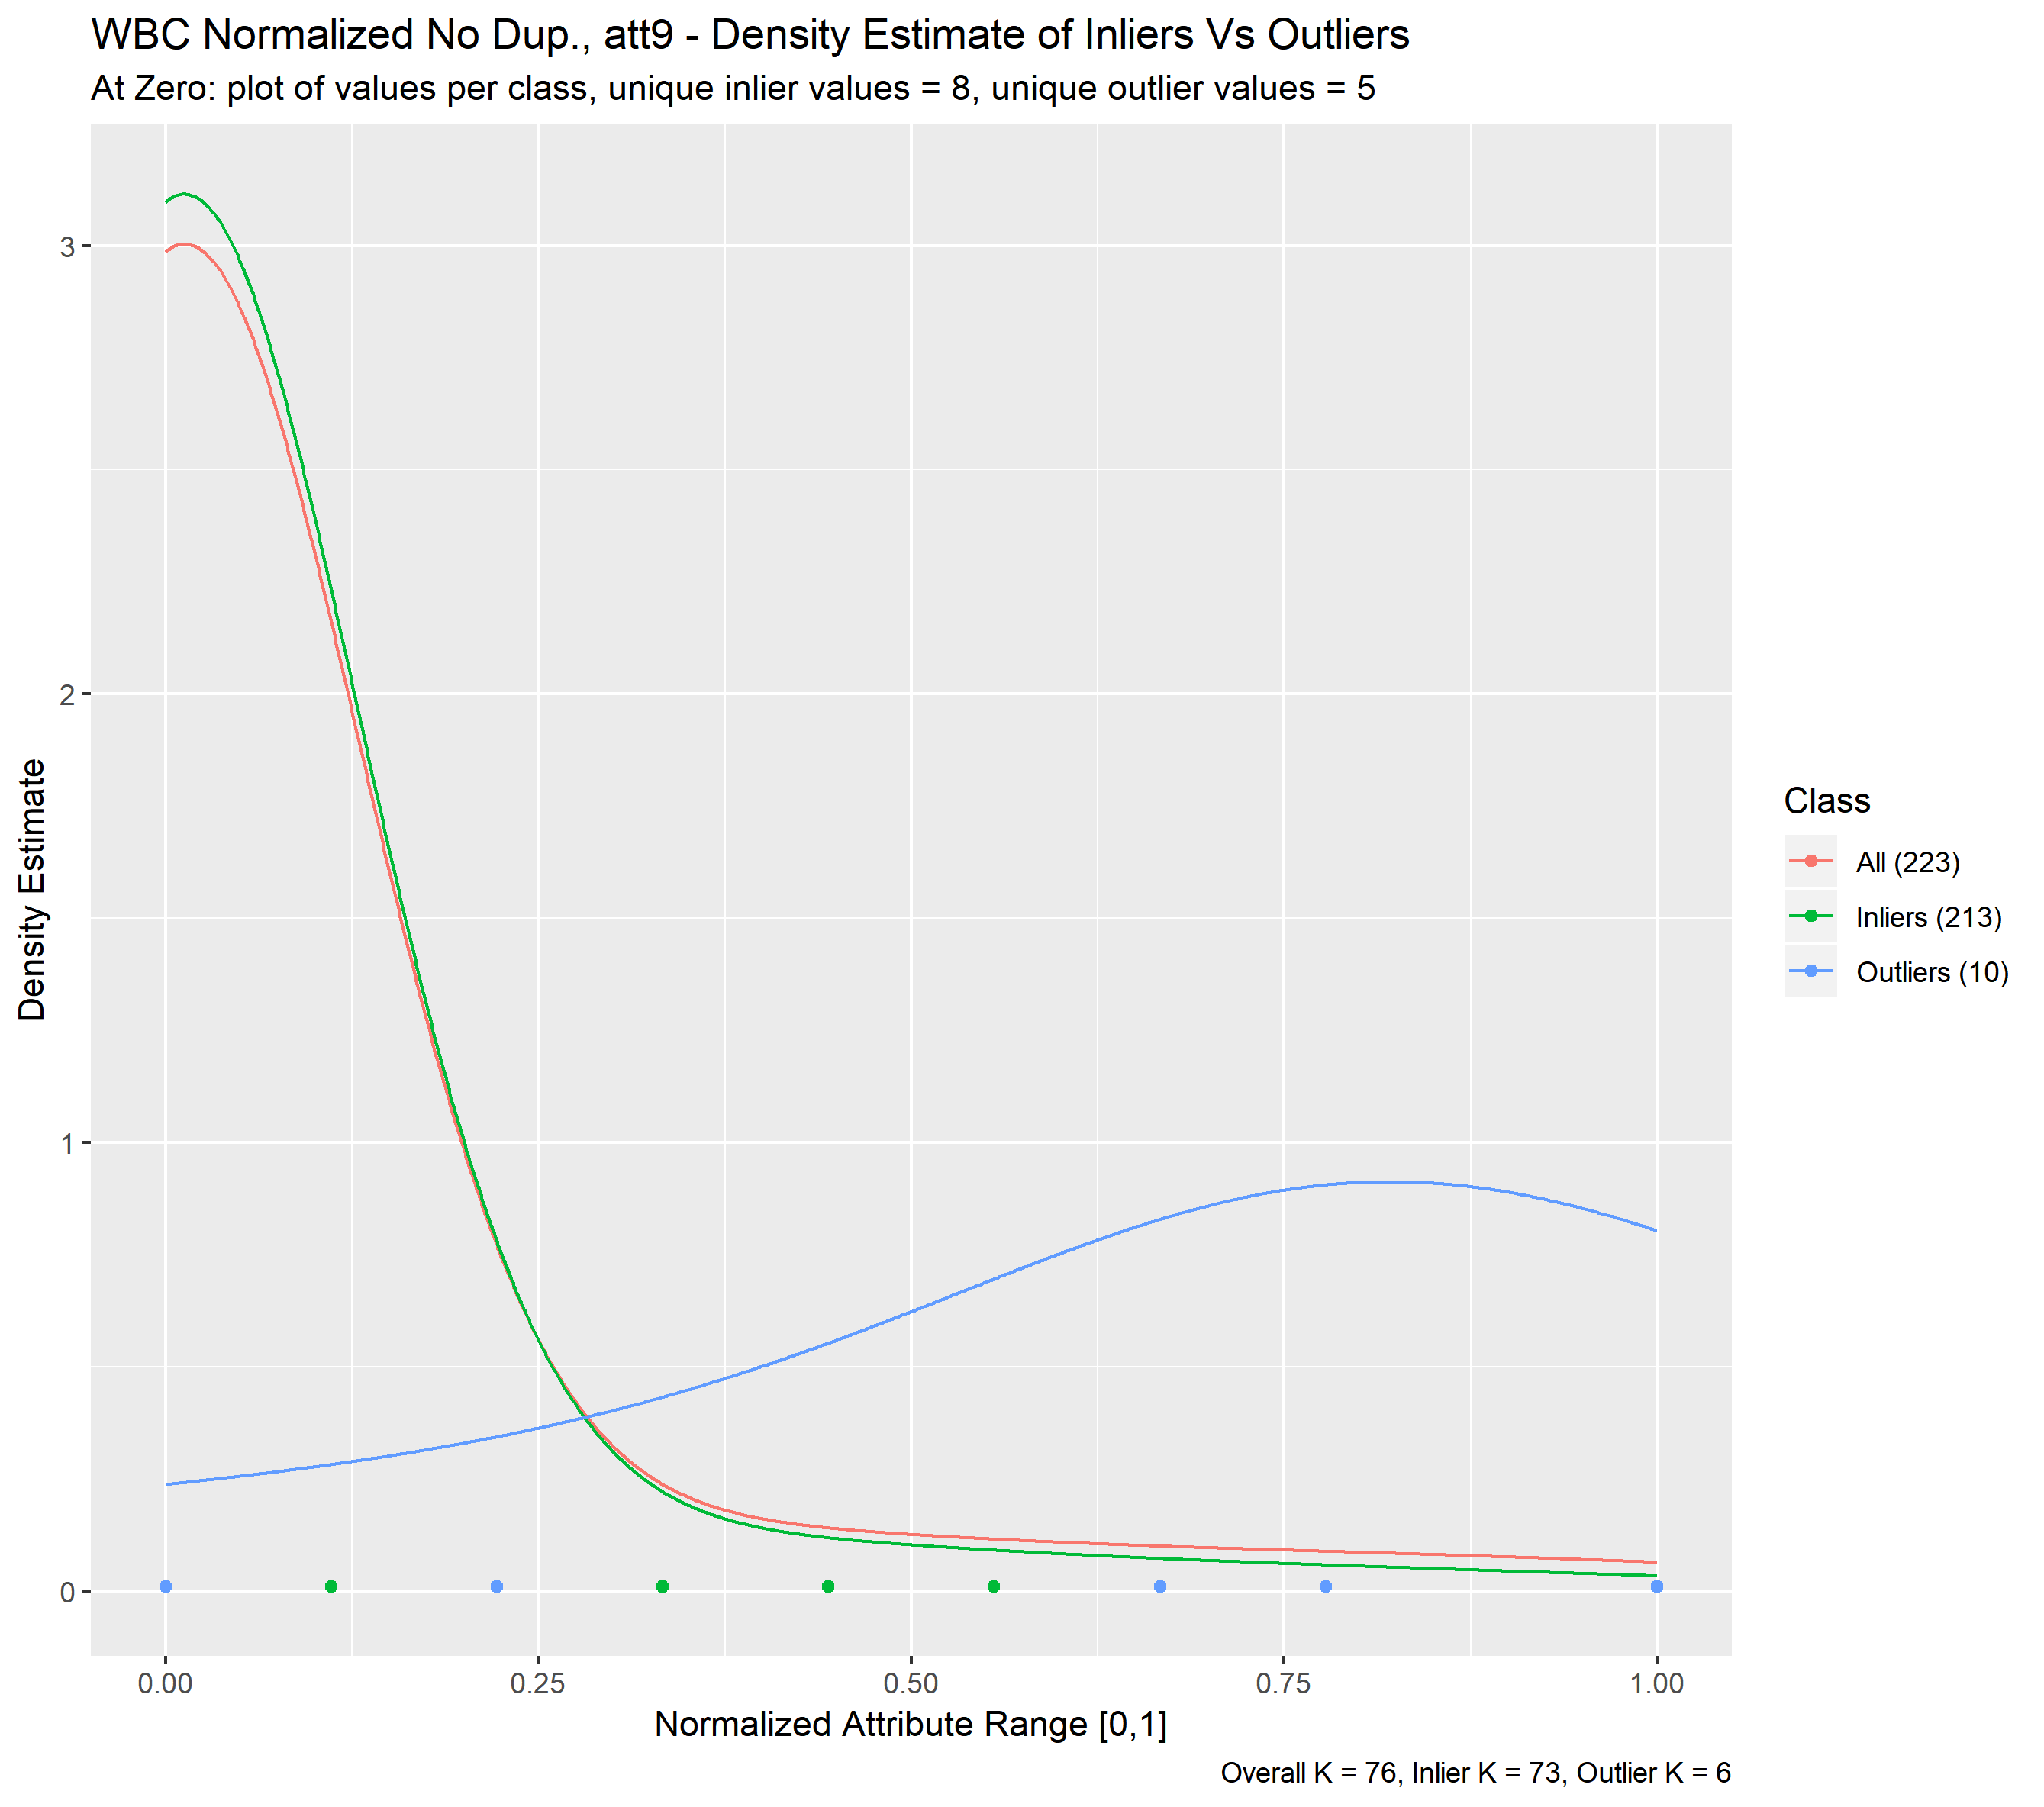 WBC Normalized No Dup., att9 - Density Estimate of Inliers Vs Outliers
At Zero: plot of values per class, unique inlier values = 8, unique outlier values = 5
Density Estimate
3
2
1
0
0.00 0.25 0.50 0.75 1.00
Normalized Attribute Range [0,1]
Class
All (223)
Inliers (213)
Outliers (10)
Overall K = 76, Inlier K = 73, Outlier K = 6